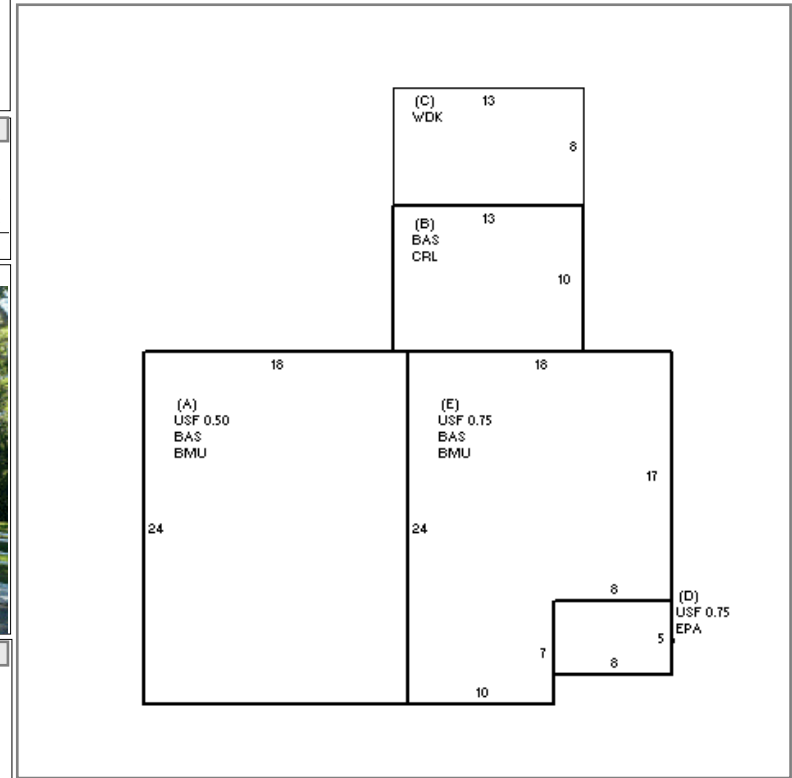 (C) 13
WDK
8
(B) 13
BAS
CRL
10
18 18
(A)
USF 0.50
BAS
BMU
(E)
USF 0.75
BAS
BMU
17
24 24
8
(D)
USF 0.75
EPA
5
7
8
10